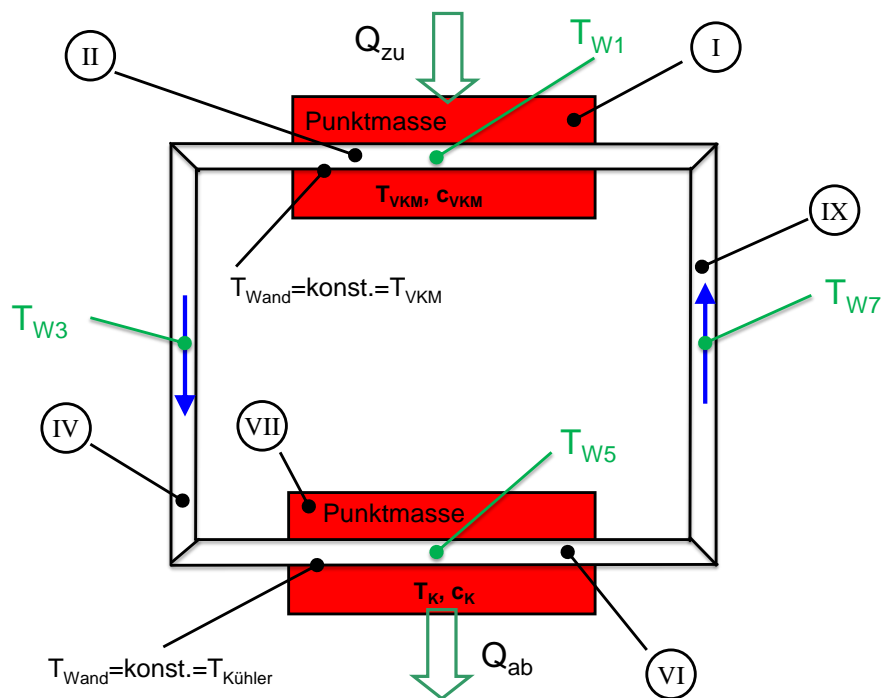 II
Q_zu
T_W1
I
Punktmasse
T_VKM, c_VKM
IX
T_Wand=konst.=T_VKM
T_W3
T_W7
IV
VII
T_W5
Punktmasse
T_K, c_K
T_Wand=konst.=T_Kühler
Q_ab
VI